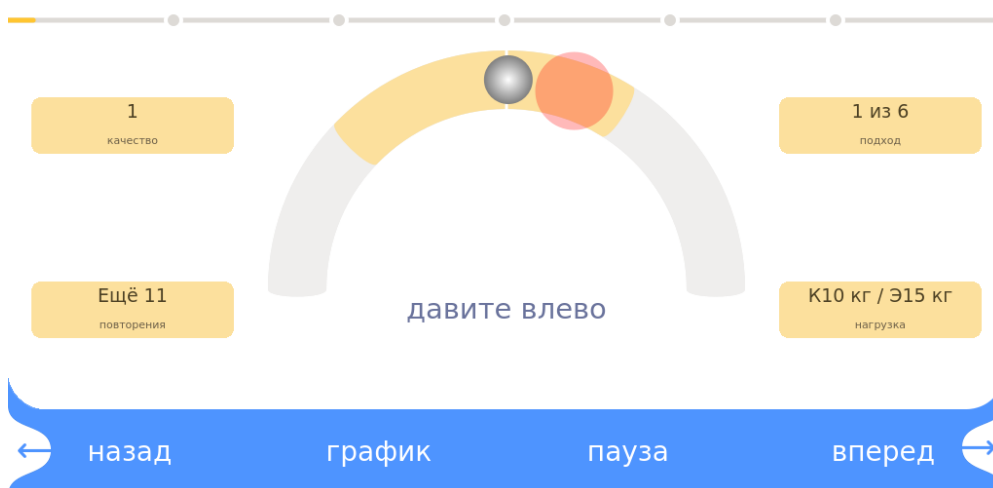 1
качество
1 из 6
подход
Ещё 11
повторения
К10 кг / Э15 кг
нагрузка
давите влево
назад
график
пауза
вперед